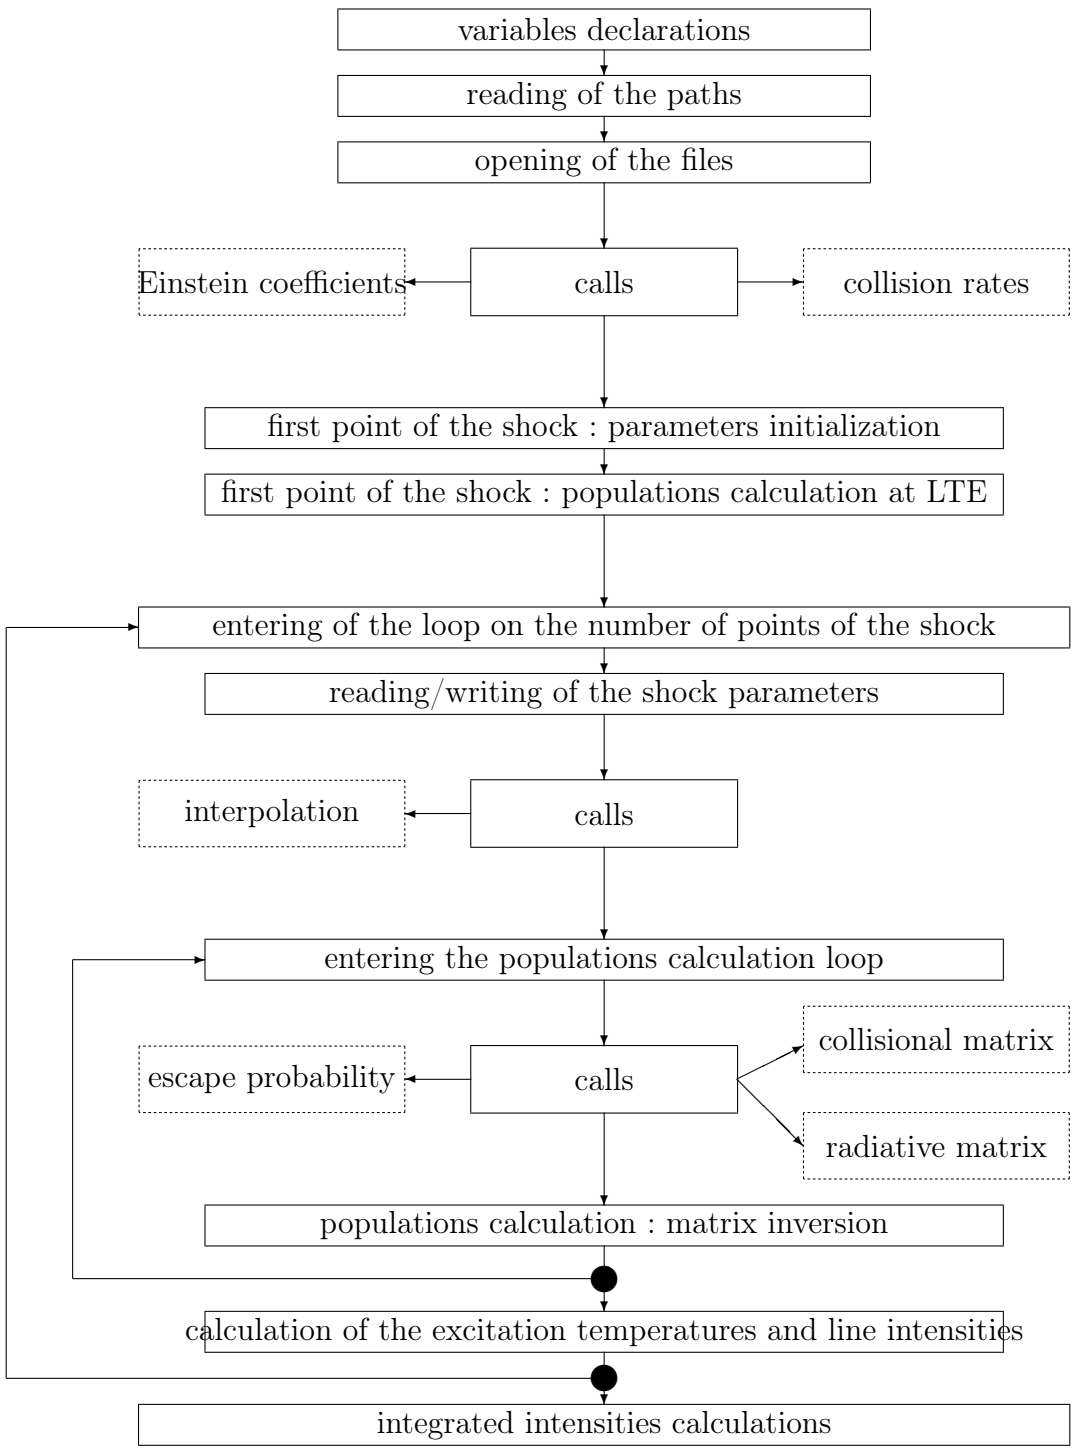 variables declarations
reading of the paths
opening of the files
Einstein coefficients
calls
collision rates
first point of the shock : parameters initialization
first point of the shock : populations calculation at LTE
entering of the loop on the number of points of the shock
reading/writing of the shock parameters
interpolation
calls
entering the populations calculation loop
collisional matrix
escape probability
calls
radiative matrix
populations calculation : matrix inversion
calculation of the excitation temperatures and line intensities
integrated intensities calculations